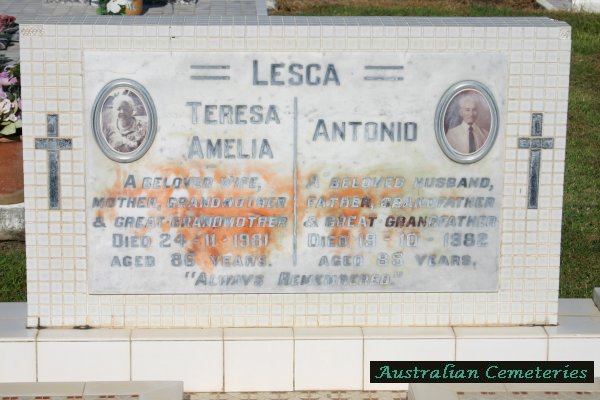 LESCA
TERESA
AMELIA
A BELOVED WIFE,
MOTHER, GRANDMOTHER
& GREAT-GRANDMOTHER
DIED 24-11-1981
AGED 86 YEARS.
ANTONIO
A BELOVED HUSBAND,
FATHER, GRANDFATHER
& GREAT GRANDFATHER
DIED 19-10-1982
AGED 89 YEARS,
"ALWAYS REMEMBERED"
Australian Cemeteries